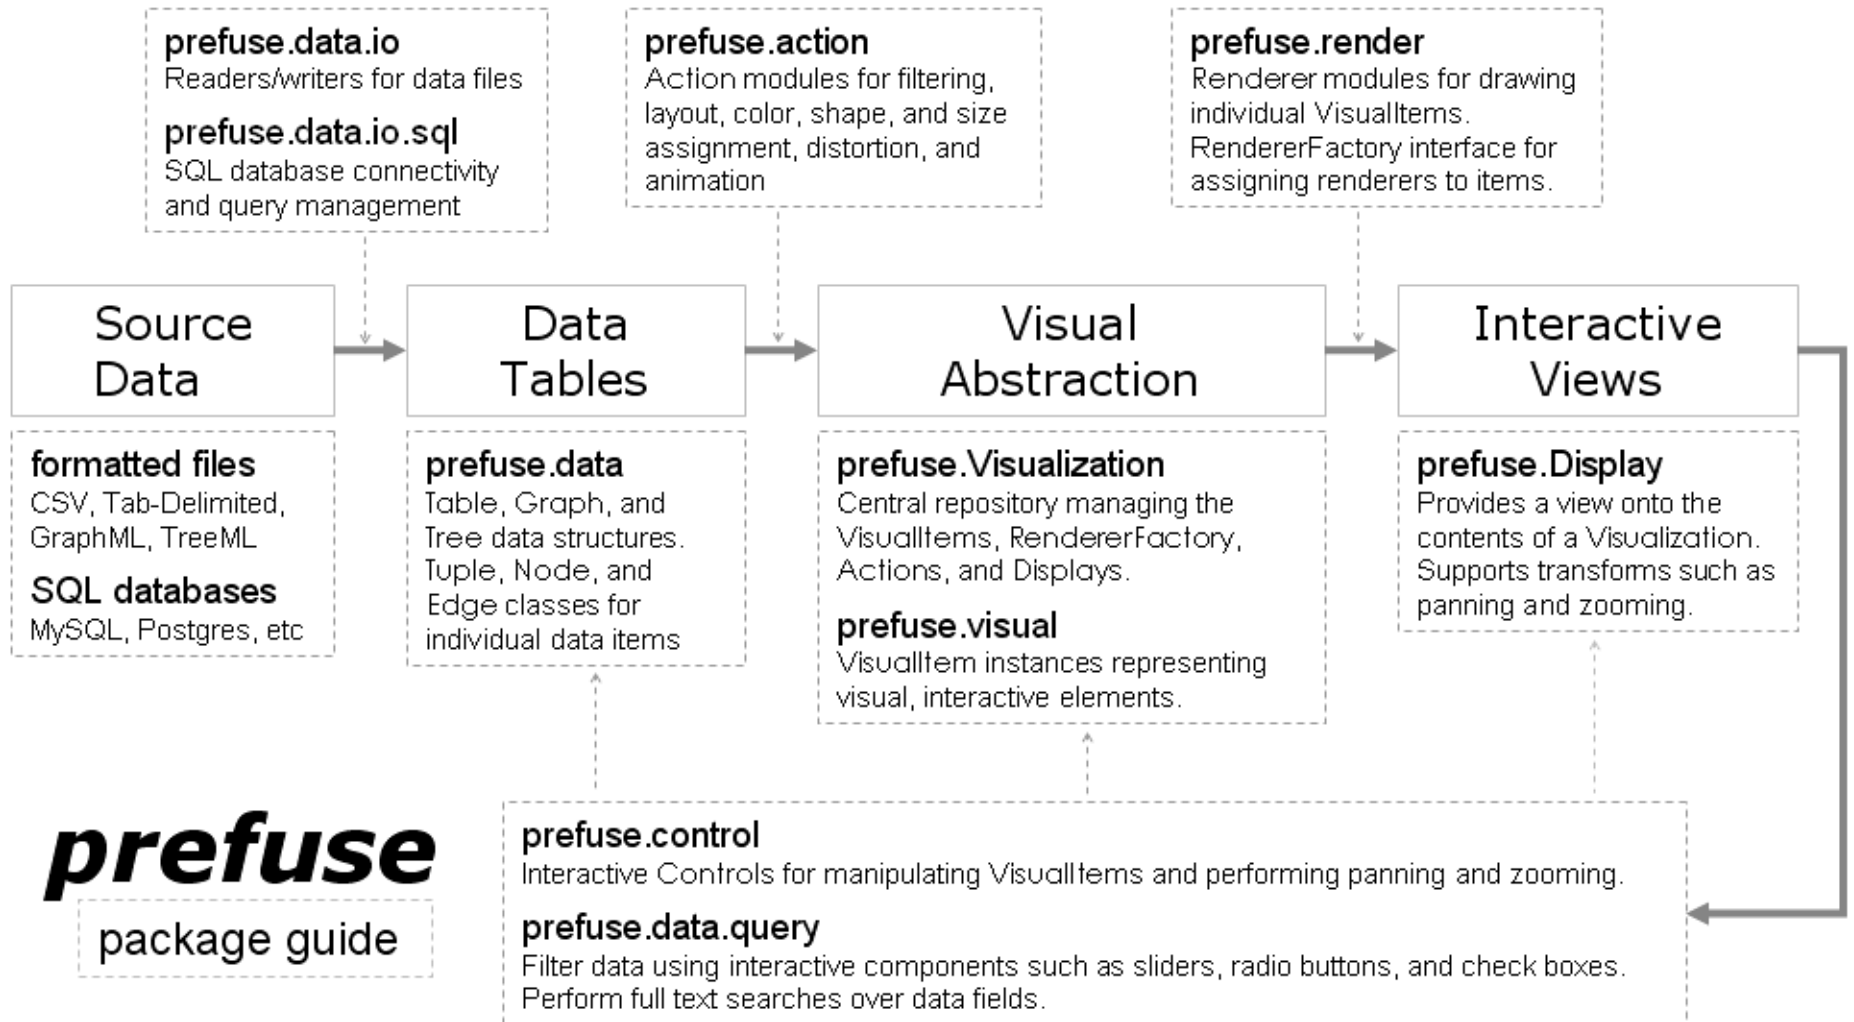 prefuse.data.io
Readers/writers for data files
prefuse.data.io.sql
SQL database connectivity
and query management
prefuse.action
Action modules for filtering,
layout, color, shape, and size
assignment, distortion, and
animation
prefuse.render
Renderer modules for drawing
individual VisualItems.
RendererFactory interface for
assigning renderers to items.
Source
Data
Data
Tables
Visual
Abstraction
Interactive
Views
formatted files
CSV, Tab-Delimited,
GraphML, TreeML
SQL databases
MySQL, Postgres, etc
prefuse.data
Table, Graph, and
Tree data structures.
Tuple, Node, and
Edge classes for
individual data items
prefuse.Visualization
Central repository managing the
VisualItems, RendererFactory,
Actions, and Displays.
prefuse.visual
VisualItem instances representing
visual, interactive elements.
prefuse.Display
Provides a view onto the
contents of a Visualization.
Supports transforms such as
panning and zooming.
prefuse
package guide
prefuse.control
Interactive Controls for manipulating VisualItems and performing panning and zooming.
prefuse.data.query
Filter data using interactive components such as sliders, radio buttons, and check boxes.
Perform full text searches over data fields.